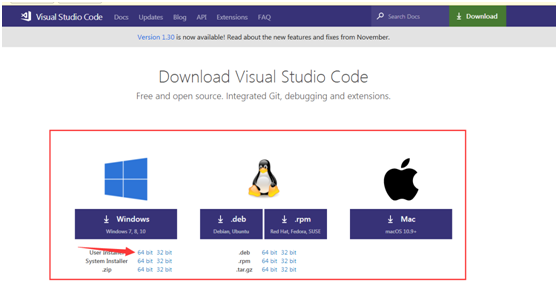 Visual Studio Code Docs Updates Blog API Extensions FAQ Search Docs Download
Version 1.30 is now available! Read about the new features and fixes from November.
Download Visual Studio Code
Free and open source. Integrated Git, debugging and extensions.
Windows
Windows 7, 8, 10
.deb
Debian, Ubuntu
.rpm
Red Hat, Fedora, SUSE
Mac
macOS 10.9+
User Installer 64 bit 32 bit
System Installer 64 bit 32 bit
.zip 64 bit 32 bit
.deb 64 bit 32 bit
.rpm 64 bit 32 bit
.tar.gz 64 bit 32 bit